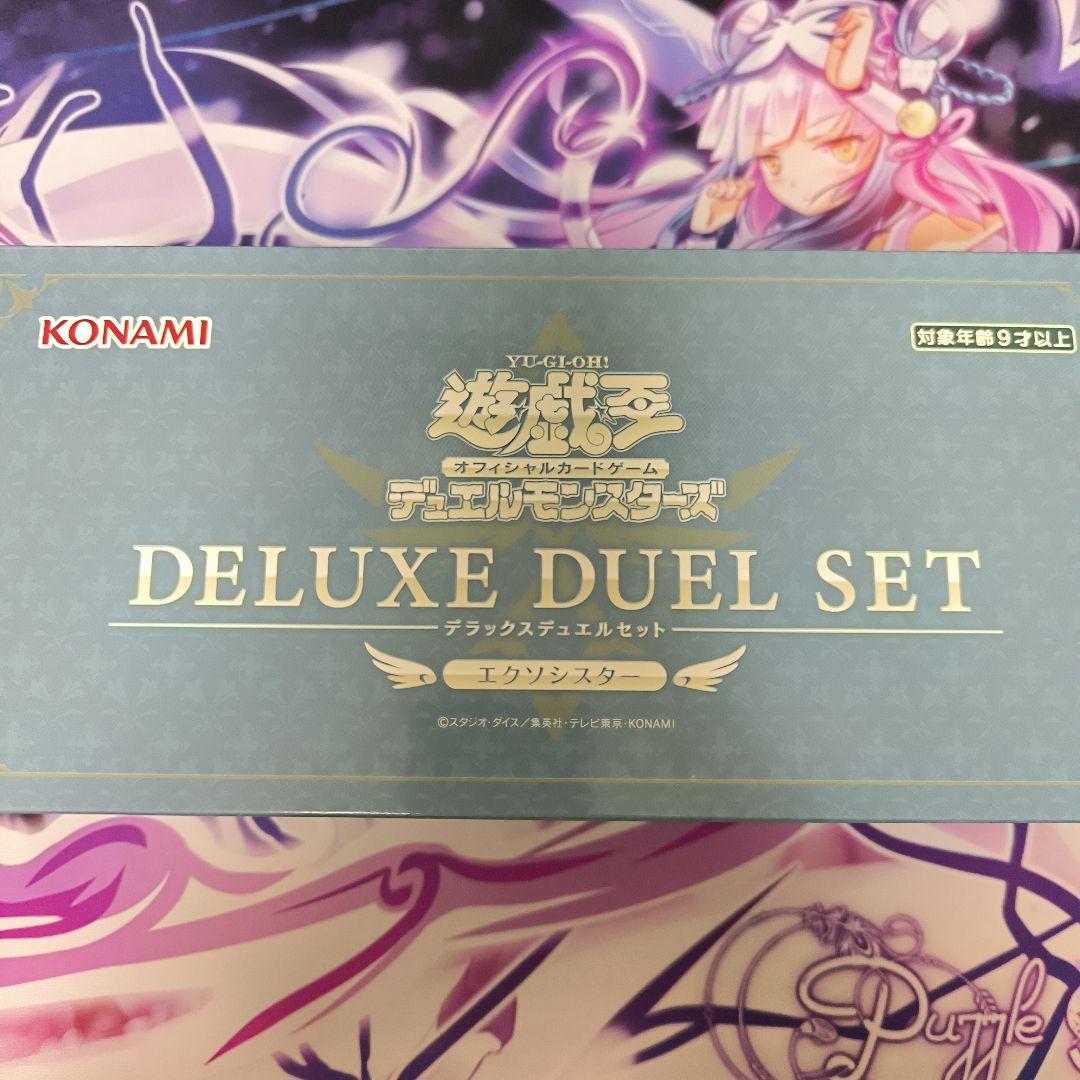 KONAMI
対象年齢9才以上
YU-GI-OH!
遊☆戯☆王
オフィシャルカードゲーム
デュエルモンスターズ
DELUXE DUEL SET
デラックスデュエルセット
エクソシスター
©スタジオ・ダイス／集英社・テレビ東京・KONAMI
Puzzle